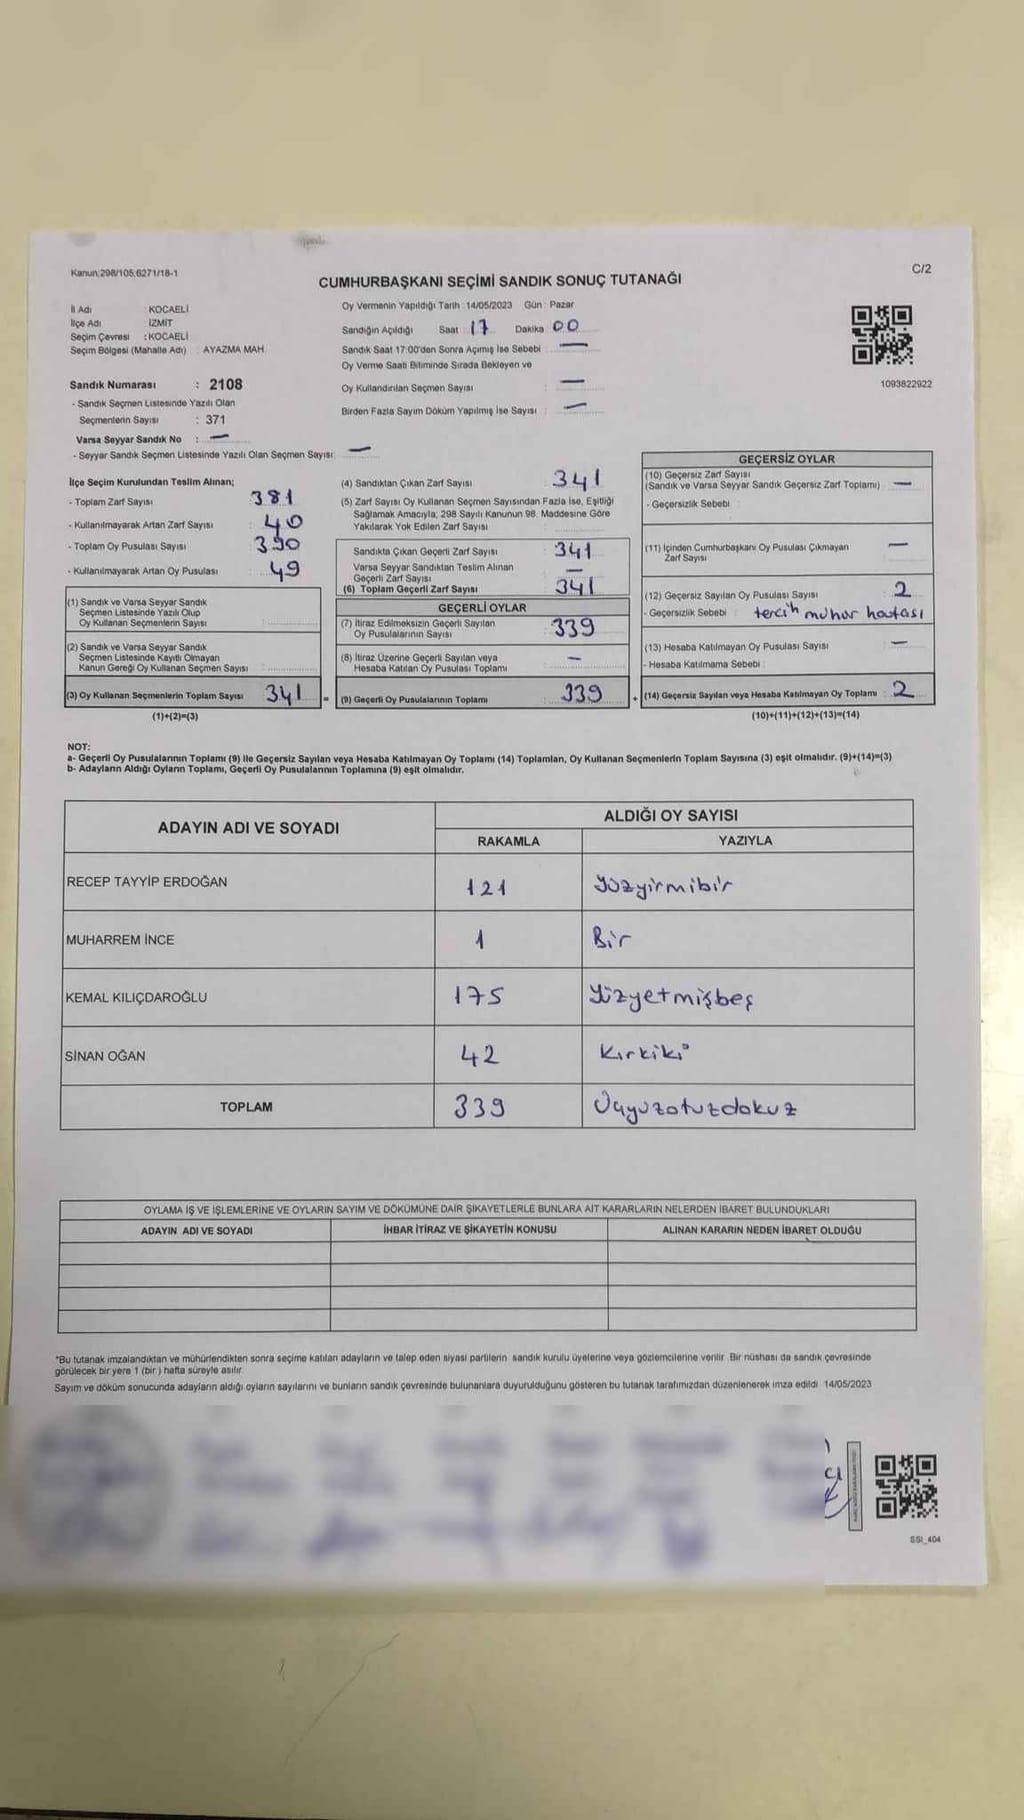 Kanun:298/105,6271/18-1
C/2
CUMHURBAŞKANI SEÇİMİ SANDIK SONUÇ TUTANAĞI
İl Adı : KOCAELİ
İlçe Adı : İZMİT
Seçim Çevresi : KOCAELİ
Seçim Bölgesi (Mahalle Adı) : AYAZMA MAH.
Sandık Numarası : 2108
- Sandık Seçmen Listesinde Yazılı Olan
Seçmenlerin Sayısı : 371
Varsa Seyyar Sandık No : —
- Seyyar Sandık Seçmen Listesinde Yazılı Olan Seçmen Sayısı: —
Oy Vermenin Yapıldığı Tarih : 14/05/2023 Gün : Pazar
Sandığın Açıldığı Saat 17 Dakika 00
Sandık Saat 17:00'den Sonra Açımış İse Sebebi : —
Oy Verme Saati Bitiminde Sırada Bekleyen ve
Oy Kullandırılan Seçmen Sayısı : —
Birden Fazla Sayım Döküm Yapılmış İse Sayısı : —
1093822922
İlçe Seçim Kurulundan Teslim Alınan;
- Toplam Zarf Sayısı : 381
- Kullanılmayarak Artan Zarf Sayısı : 40
- Toplam Oy Pusulası Sayısı : 390
- Kullanılmayarak Artan Oy Pusulası : 49
(1) Sandık ve Varsa Seyyar Sandık
Seçmen Listesinde Yazılı Olup
Oy Kullanan Seçmenlerin Sayısı
(2) Sandık ve Varsa Seyyar Sandık
Seçmen Listesinde Kayıtlı Olmayan
Kanun Gereği Oy Kullanan Seçmen Sayısı
(3) Oy Kullanan Seçmenlerin Toplam Sayısı 341
(1)+(2)=(3)
(4) Sandıktan Çıkan Zarf Sayısı : 341
(5) Zarf Sayısı Oy Kullanan Seçmen Sayısından Fazla İse, Eşitliği
Sağlamak Amacıyla; 298 Sayılı Kanunun 98. Maddesine Göre
Yakılarak Yok Edilen Zarf Sayısı
Sandıkta Çıkan Geçerli Zarf Sayısı : 341
Varsa Seyyar Sandıktan Teslim Alınan
Geçerli Zarf Sayısı : —
(6) Toplam Geçerli Zarf Sayısı : 341
GEÇERLİ OYLAR
(7) İtiraz Edilmeksizin Geçerli Sayılan
Oy Pusulalarının Sayısı : 339
(8) İtiraz Üzerine Geçerli Sayılan veya
Hesaba Katılan Oy Pusulası Toplamı : —
= (9) Geçerli Oy Pusulalarının Toplamı : 339
GEÇERSİZ OYLAR
(10) Geçersiz Zarf Sayısı
(Sandık ve Varsa Seyyar Sandık Geçersiz Zarf Toplamı) : —
- Geçersizlik Sebebi :
(11) İçinden Cumhurbaşkanı Oy Pusulası Çıkmayan
Zarf Sayısı : —
(12) Geçersiz Sayılan Oy Pusulası Sayısı : 2
- Geçersizlik Sebebi : tercih mühür hatası
(13) Hesaba Katılmayan Oy Pusulası Sayısı : —
- Hesaba Katılmama Sebebi :
+ (14) Geçersiz Sayılan veya Hesaba Katılmayan Oy Toplamı : 2
(10)+(11)+(12)+(13)=(14)
NOT:
a- Geçerli Oy Pusulalarının Toplamı (9) ile Geçersiz Sayılan veya Hesaba Katılmayan Oy Toplamı (14) Toplamları, Oy Kullanan Seçmenlerin Toplam Sayısına (3) eşit olmalıdır. (9)+(14)=(3)
b- Adayların Aldığı Oyların Toplamı, Geçerli Oy Pusulalarının Toplamına (9) eşit olmalıdır.
ADAYIN ADI VE SOYADI
ALDIĞI OY SAYISI
RAKAMLA YAZIYLA
RECEP TAYYİP ERDOĞAN 121 Yüzyirmibir
MUHARREM İNCE 1 Bir
KEMAL KILIÇDAROĞLU 175 Yüzyetmişbeş
SİNAN OĞAN 42 Kırkiki
TOPLAM 339 Üçyüzotuzdokuz
OYLAMA İŞ VE İŞLEMLERİNE VE OYLARIN SAYIM VE DÖKÜMÜNE DAİR ŞİKAYETLERLE BUNLARA AİT KARARLARIN NELERDEN İBARET BULUNDUKLARI
ADAYIN ADI VE SOYADI İHBAR İTİRAZ VE ŞİKAYETİN KONUSU ALINAN KARARIN NEDEN İBARET OLDUĞU
*Bu tutanak imzalandıktan ve mühürlendikten sonra seçime katılan adayların ve talep eden siyasi partilerin sandık kurulu üyelerine veya gözlemcilerine verilir. Bir nüshası da sandık çevresinde
görülecek bir yere 1 (bir ) hafta süreyle asılır.
Sayım ve döküm sonucunda adayların aldığı oyların sayılarını ve bunların sandık çevresinde bulunanlara duyurulduğunu gösteren bu tutanak tarafımızdan düzenlenerek imza edildi 14/05/2023
SSI_404